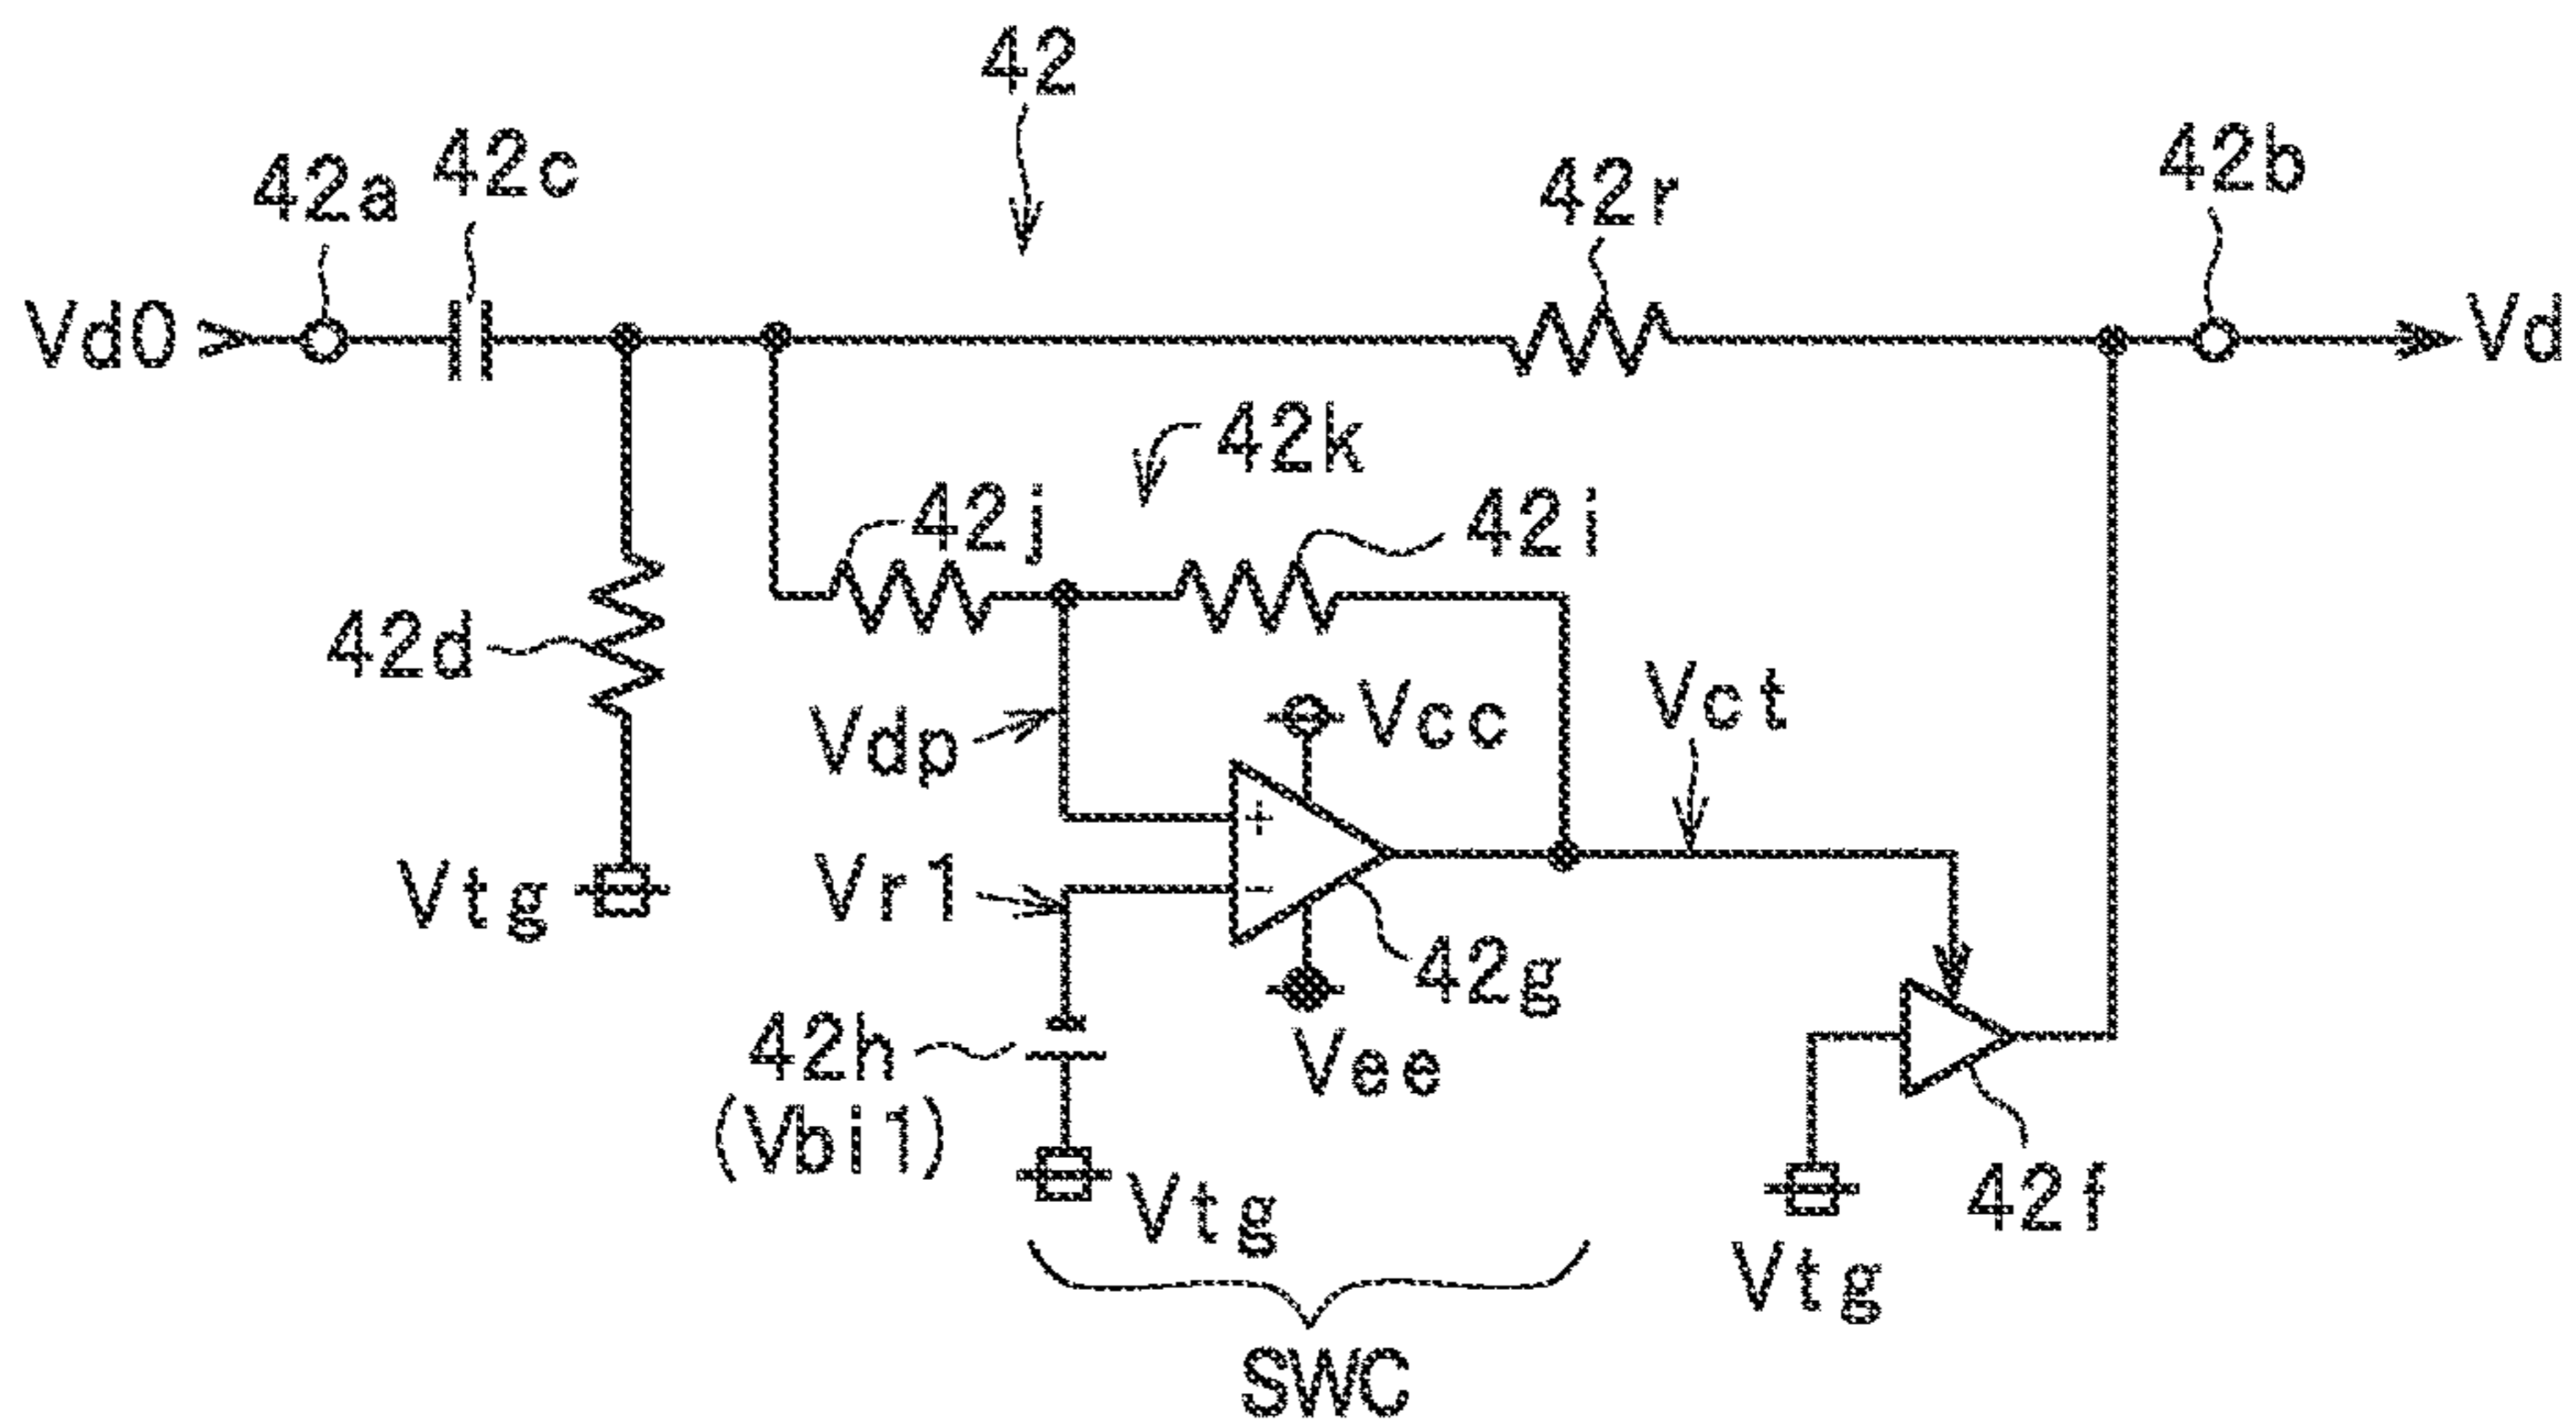 42
42a
42c
42r
42b
Vd0
Vd
42k
42j
42i
42d
Vdp
Vcc
Vct
+
Vr1
-
Vtg
42g
42h
(Vbi1)
Vee
Vtg
42f
Vtg
SWC